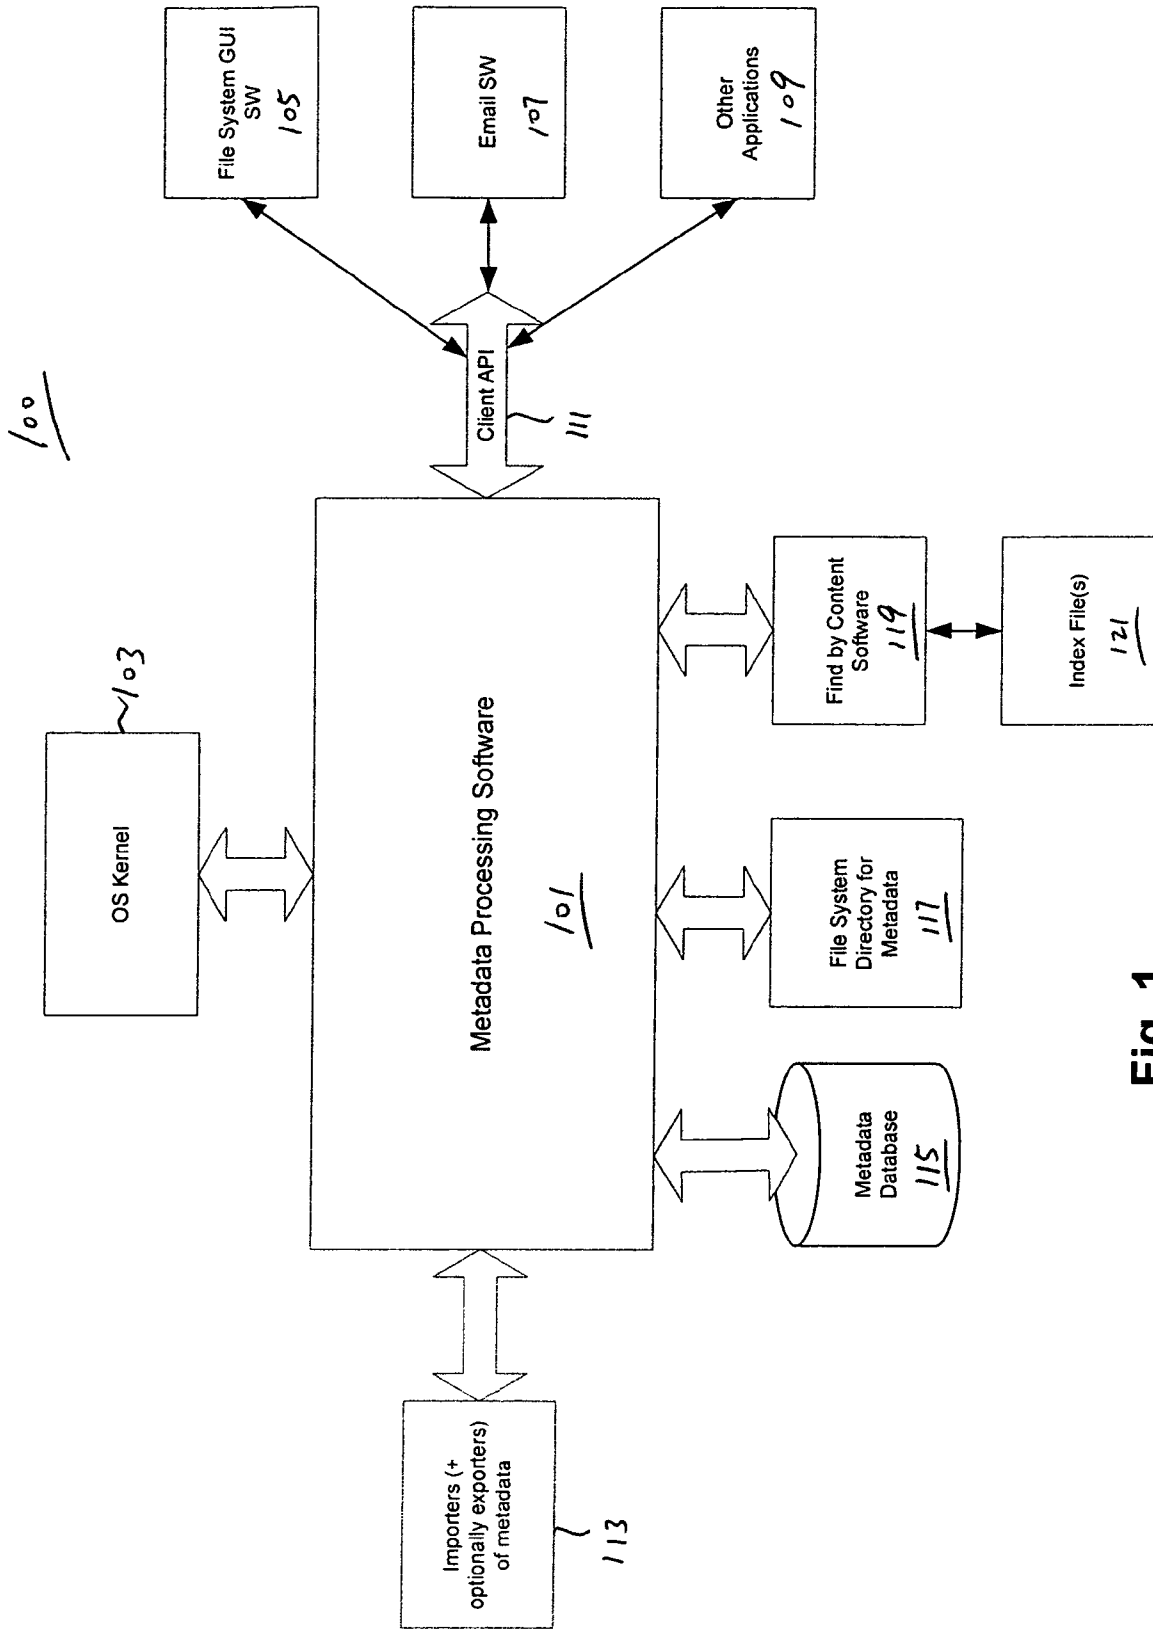 100
OS Kernel
103
File System GUI
SW
105
Email SW
107
Other
Applications
109
Client API
111
Metadata Processing Software
101
Importers (+
optionally exporters)
of metadata
113
Metadata
Database
115
File System
Directory for
Metadata
117
Find by Content
Software
119
Index File(s)
121
Fig. 1